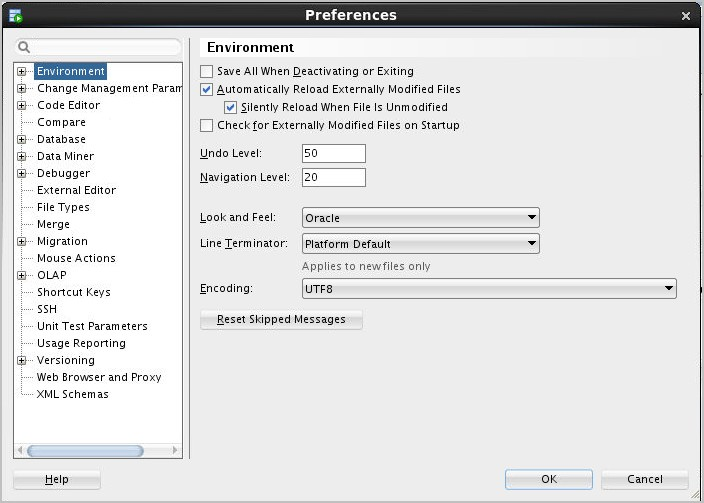 Preferences
Environment
Change Management Param
Code Editor
Compare
Database
Data Miner
Debugger
External Editor
File Types
Merge
Migration
Mouse Actions
OLAP
Shortcut Keys
SSH
Unit Test Parameters
Usage Reporting
Versioning
Web Browser and Proxy
XML Schemas
Environment
Save All When Deactivating or Exiting
Automatically Reload Externally Modified Files
Silently Reload When File Is Unmodified
Check for Externally Modified Files on Startup
Undo Level: 50
Navigation Level: 20
Look and Feel: Oracle
Line Terminator: Platform Default
Applies to new files only
Encoding: UTF8
Reset Skipped Messages
Help
OK
Cancel